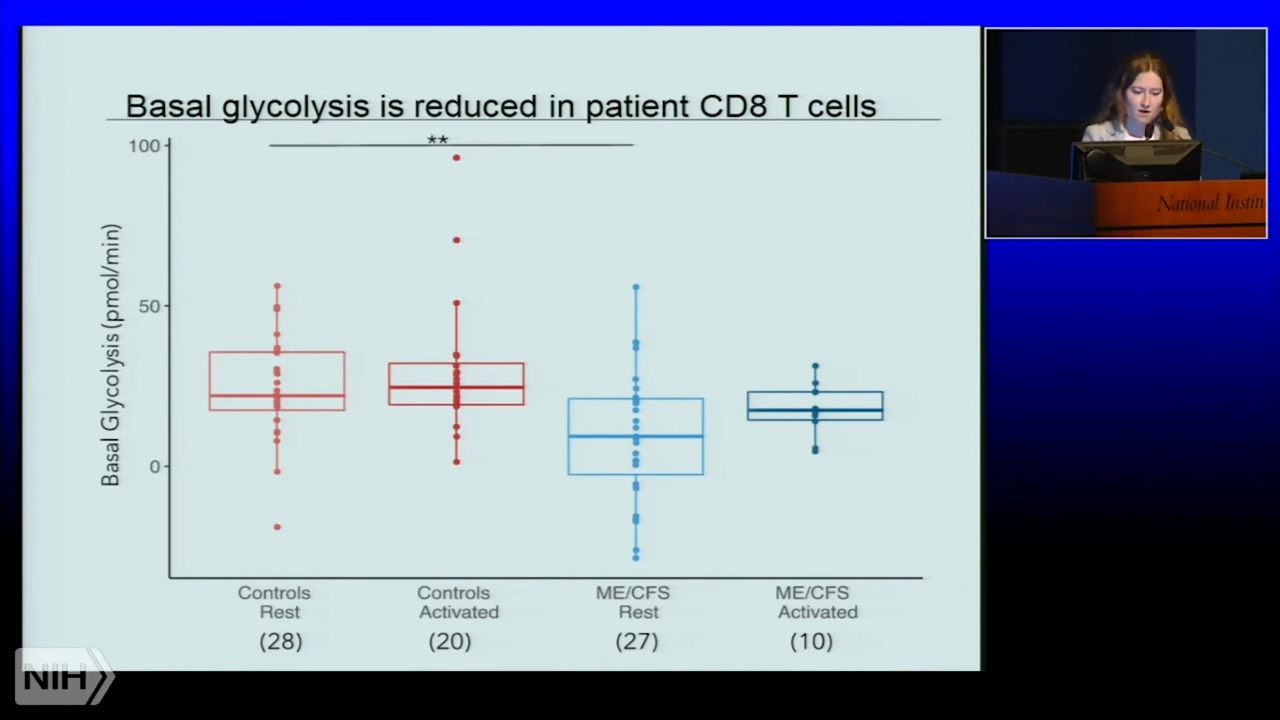 Basal glycolysis is reduced in patient CD8 T cells
**
100
50
0
Basal Glycolysis (pmol/min)
Controls
Rest
(28)
Controls
Activated
(20)
ME/CFS
Rest
(27)
ME/CFS
Activated
(10)
National
NIH